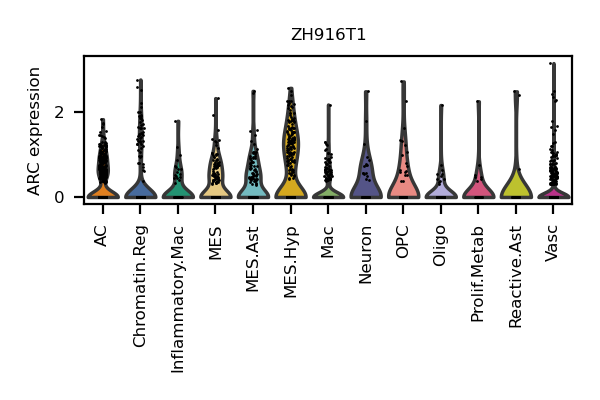 ZH916T1
ARC expression
2
0
AC
Chromatin.Reg
Inflammatory.Mac
MES
MES.Ast
MES.Hyp
Mac
Neuron
OPC
Oligo
Prolif.Metab
Reactive.Ast
Vasc